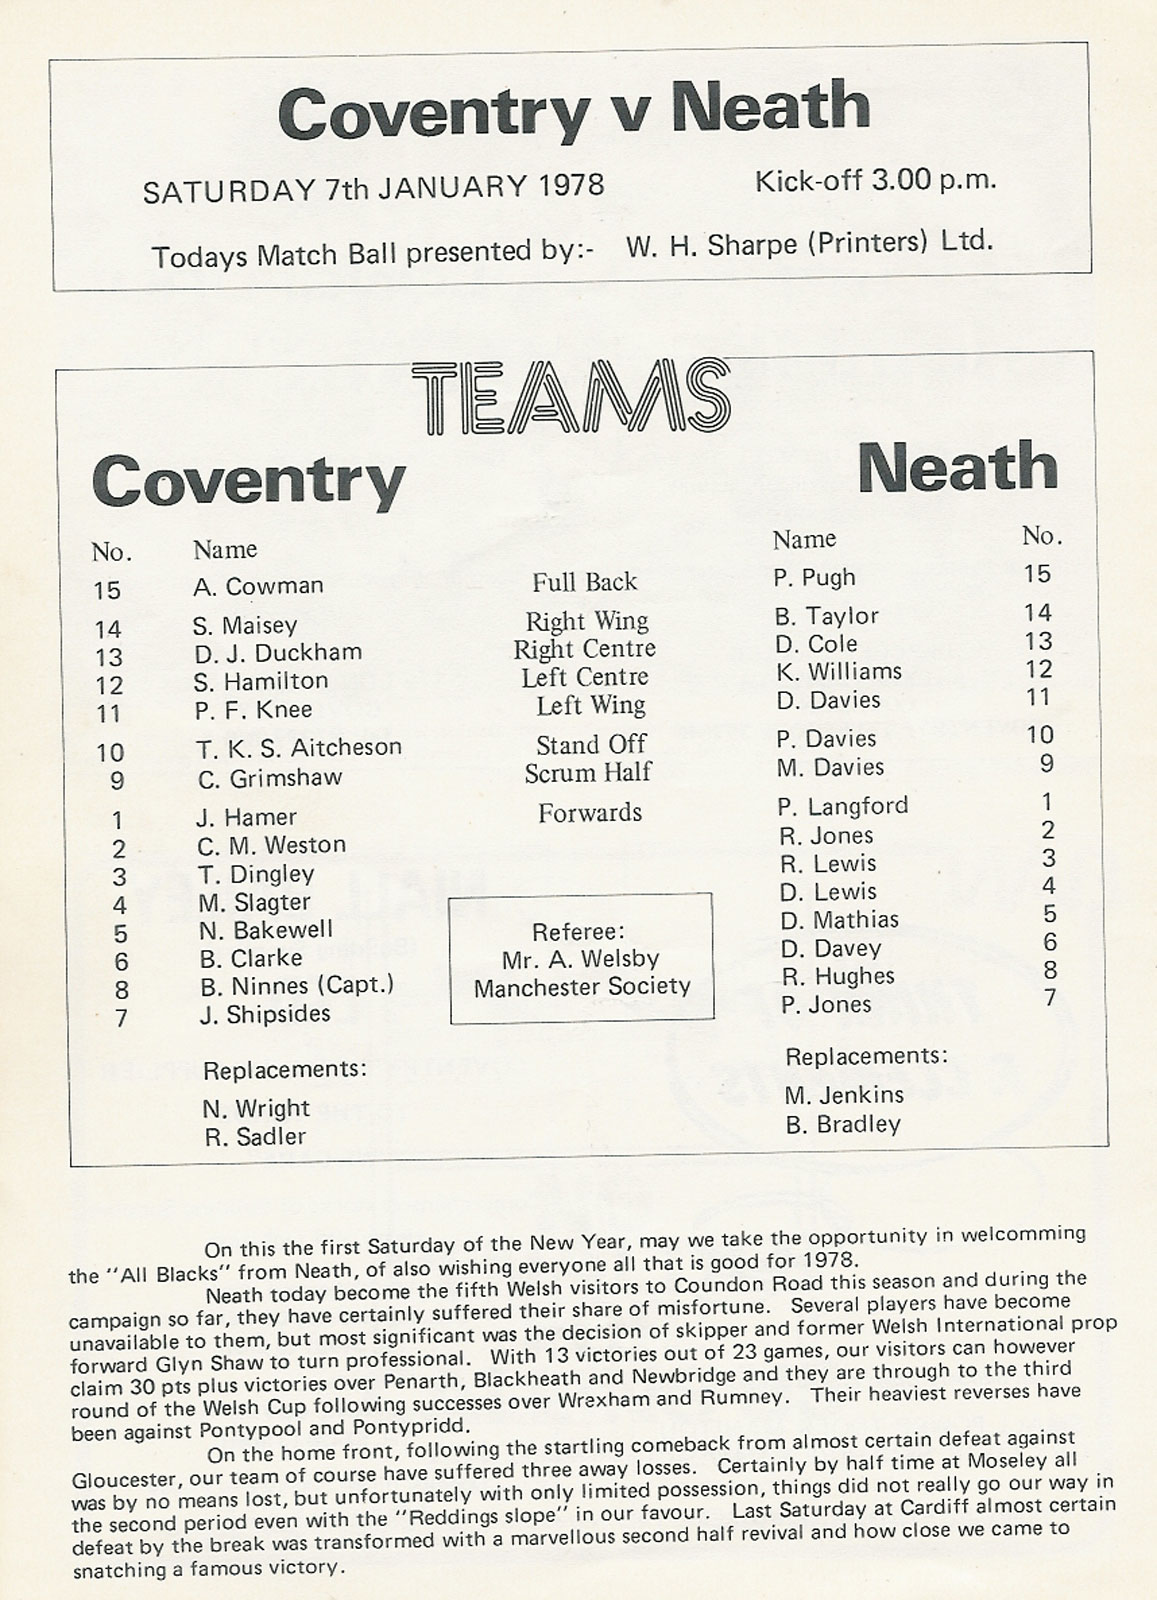 Coventry v Neath
SATURDAY 7th JANUARY 1978 Kick-off 3.00 p.m.
Todays Match Ball presented by:- W. H. Sharpe (Printers) Ltd.
TEAMS
Coventry Neath
No. Name Name No.
15 A. Cowman Full Back P. Pugh 15
14 S. Maisey Right Wing B. Taylor 14
13 D. J. Duckham Right Centre D. Cole 13
12 S. Hamilton Left Centre K. Williams 12
11 P. F. Knee Left Wing D. Davies 11
10 T. K. S. Aitcheson Stand Off P. Davies 10
9 C. Grimshaw Scrum Half M. Davies 9
1 J. Hamer Forwards P. Langford 1
2 C. M. Weston R. Jones 2
3 T. Dingley R. Lewis 3
4 M. Slagter D. Lewis 4
5 N. Bakewell D. Mathias 5
6 B. Clarke D. Davey 6
8 B. Ninnes (Capt.) R. Hughes 8
7 J. Shipsides P. Jones 7
Referee:
Mr. A. Welsby
Manchester Society
Replacements: Replacements:
N. Wright M. Jenkins
R. Sadler B. Bradley
On this the first Saturday of the New Year, may we take the opportunity in welcomming
the "All Blacks" from Neath, of also wishing everyone all that is good for 1978.
Neath today become the fifth Welsh visitors to Coundon Road this season and during the
campaign so far, they have certainly suffered their share of misfortune. Several players have become
unavailable to them, but most significant was the decision of skipper and former Welsh International prop
forward Glyn Shaw to turn professional. With 13 victories out of 23 games, our visitors can however
claim 30 pts plus victories over Penarth, Blackheath and Newbridge and they are through to the third
round of the Welsh Cup following successes over Wrexham and Rumney. Their heaviest reverses have
been against Pontypool and Pontypridd.
On the home front, following the startling comeback from almost certain defeat against
Gloucester, our team of course have suffered three away losses. Certainly by half time at Moseley all
was by no means lost, but unfortunately with only limited possession, things did not really go our way in
the second period even with the "Reddings slope" in our favour. Last Saturday at Cardiff almost certain
defeat by the break was transformed with a marvellous second half revival and how close we came to
snatching a famous victory.